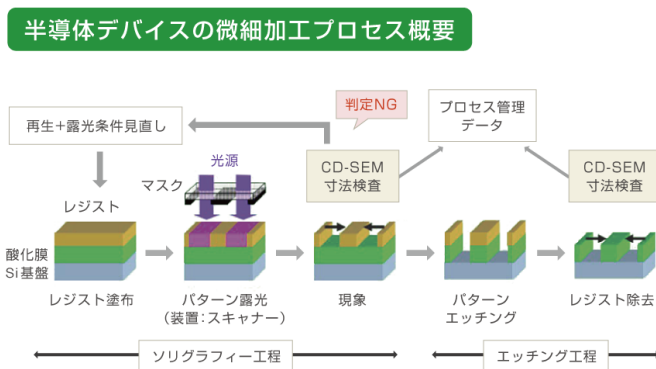 半導体デバイスの微細加工プロセス概要
判定NG
プロセス管理
データ
再生+露光条件見直し
光源
CD-SEM
寸法検査
CD-SEM
寸法検査
マスク
レジスト
酸化膜
Si基盤
レジスト塗布
パターン露光
(装置:スキャナー)
現象
パターン
エッチング
レジスト除去
ソリグラフィー工程
エッチング工程